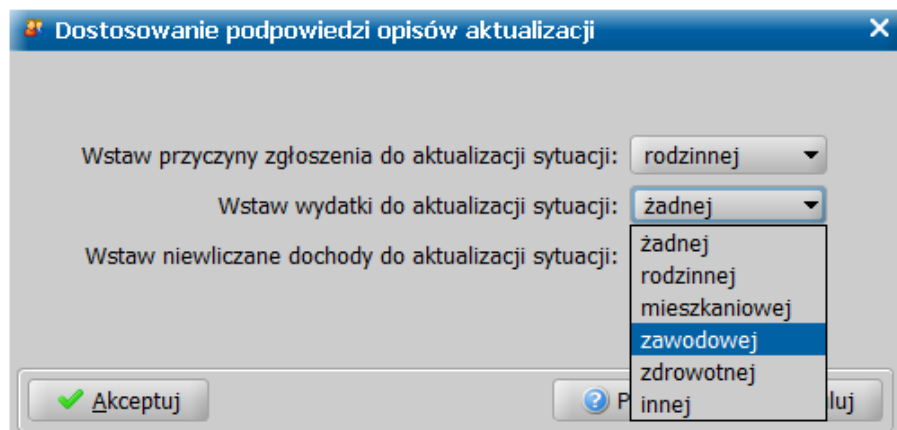 Dostosowanie podpowiedzi opisów aktualizacji
Wstaw przyczyny zgłoszenia do aktualizacji sytuacji: rodzinnej
Wstaw wydatki do aktualizacji sytuacji: żadnej
żadnej
Wstaw niewliczane dochody do aktualizacji sytuacji:
rodzinnej
mieszkaniowej
zawodowej
zdrowotnej
innej
Akceptuj